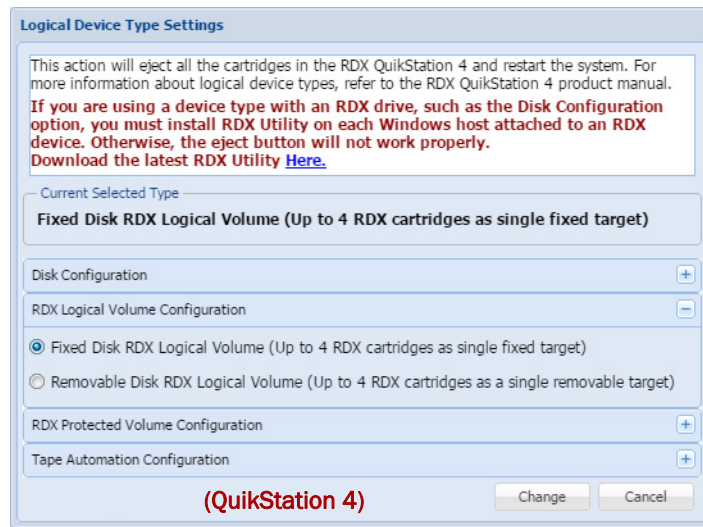 Logical Device Type Settings
This action will eject all the cartridges in the RDX QuikStation 4 and restart the system. For
more information about logical device types, refer to the RDX QuikStation 4 product manual.
If you are using a device type with an RDX drive, such as the Disk Configuration
option, you must install RDX Utility on each Windows host attached to an RDX
device. Otherwise, the eject button will not work properly.
Download the latest RDX Utility Here.
Current Selected Type
Fixed Disk RDX Logical Volume (Up to 4 RDX cartridges as single fixed target)
Disk Configuration
RDX Logical Volume Configuration
Fixed Disk RDX Logical Volume (Up to 4 RDX cartridges as single fixed target)
Removable Disk RDX Logical Volume (Up to 4 RDX cartridges as a single removable target)
RDX Protected Volume Configuration
Tape Automation Configuration
(QuikStation 4) Change Cancel